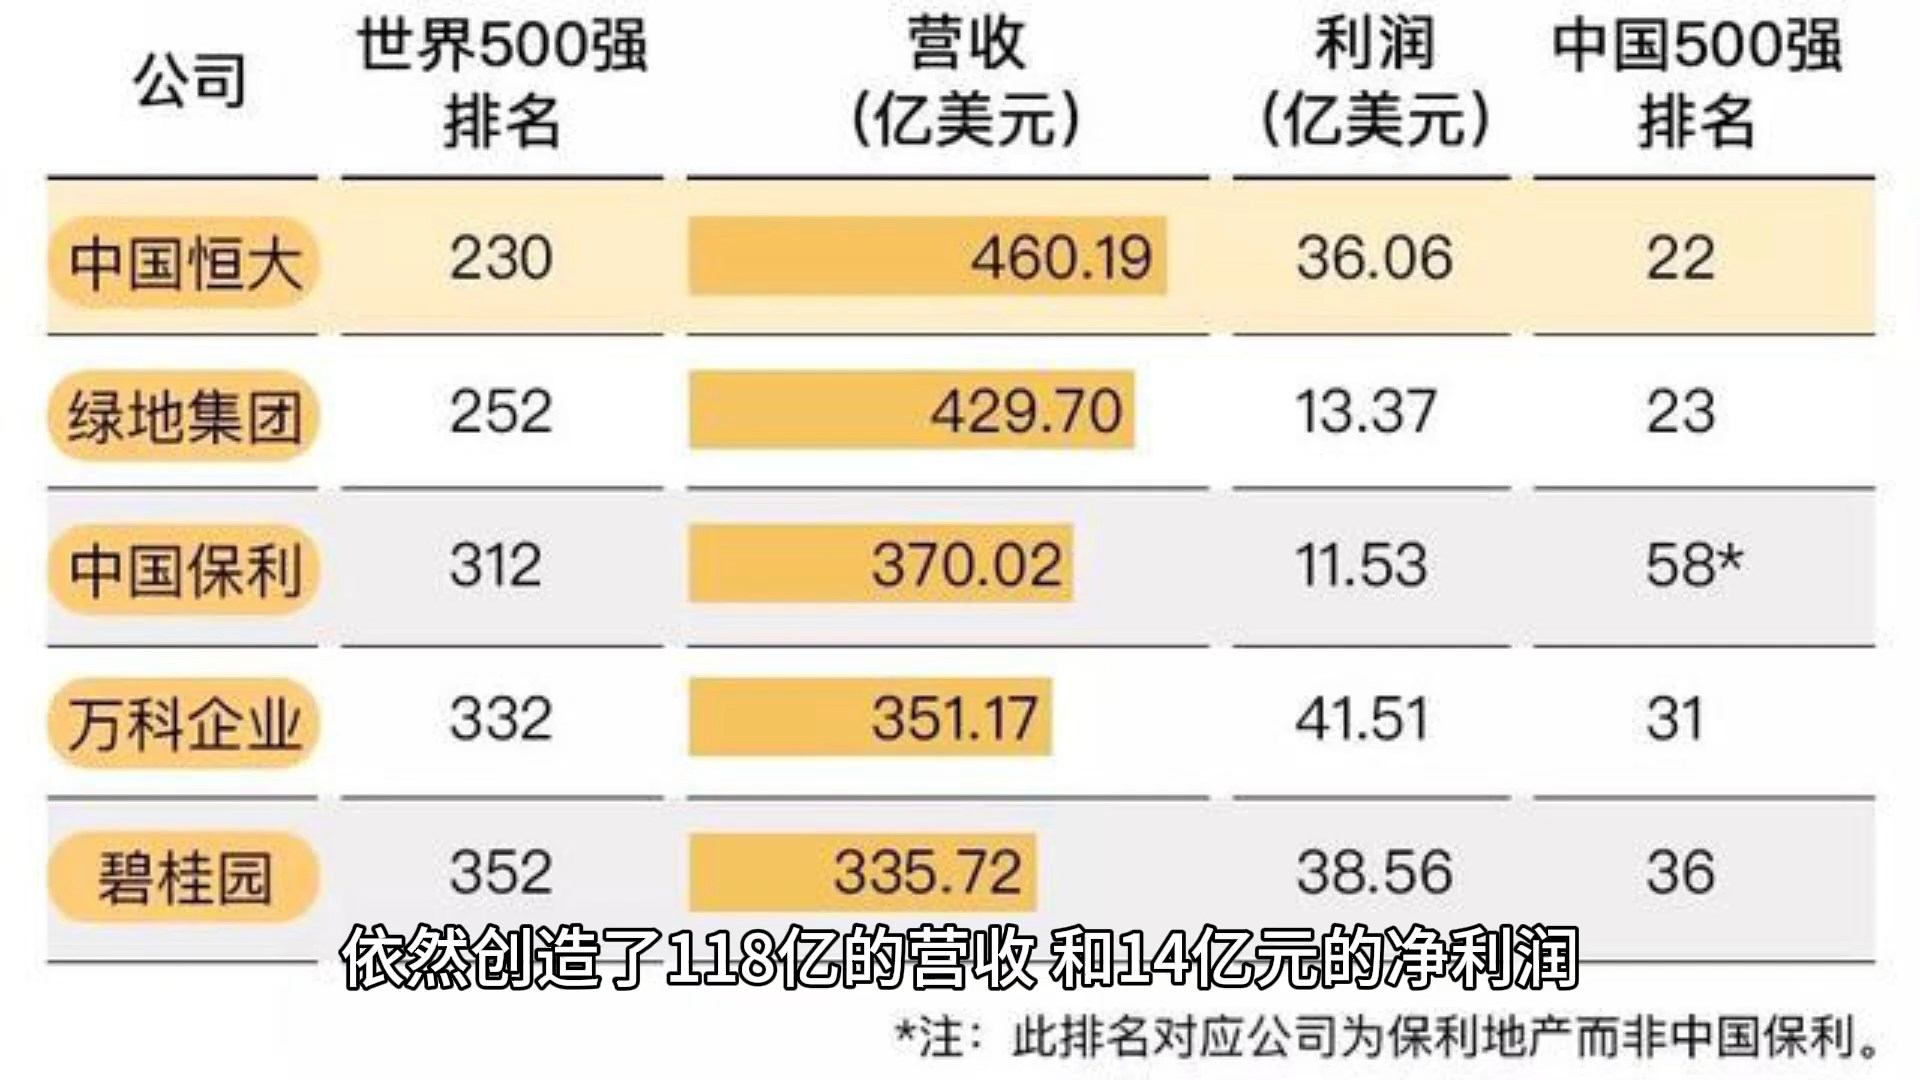 公司 世界500强排名 营收（亿美元） 利润（亿美元） 中国500强排名
中国恒大 230 460.19 36.06 22
绿地集团 252 429.70 13.37 23
中国保利 312 370.02 11.53 58*
万科企业 332 351.17 41.51 31
碧桂园 352 335.72 38.56 36
依然创造了118亿的营收 和14亿元的净利润
*注：此排名对应公司为保利地产而非中国保利。